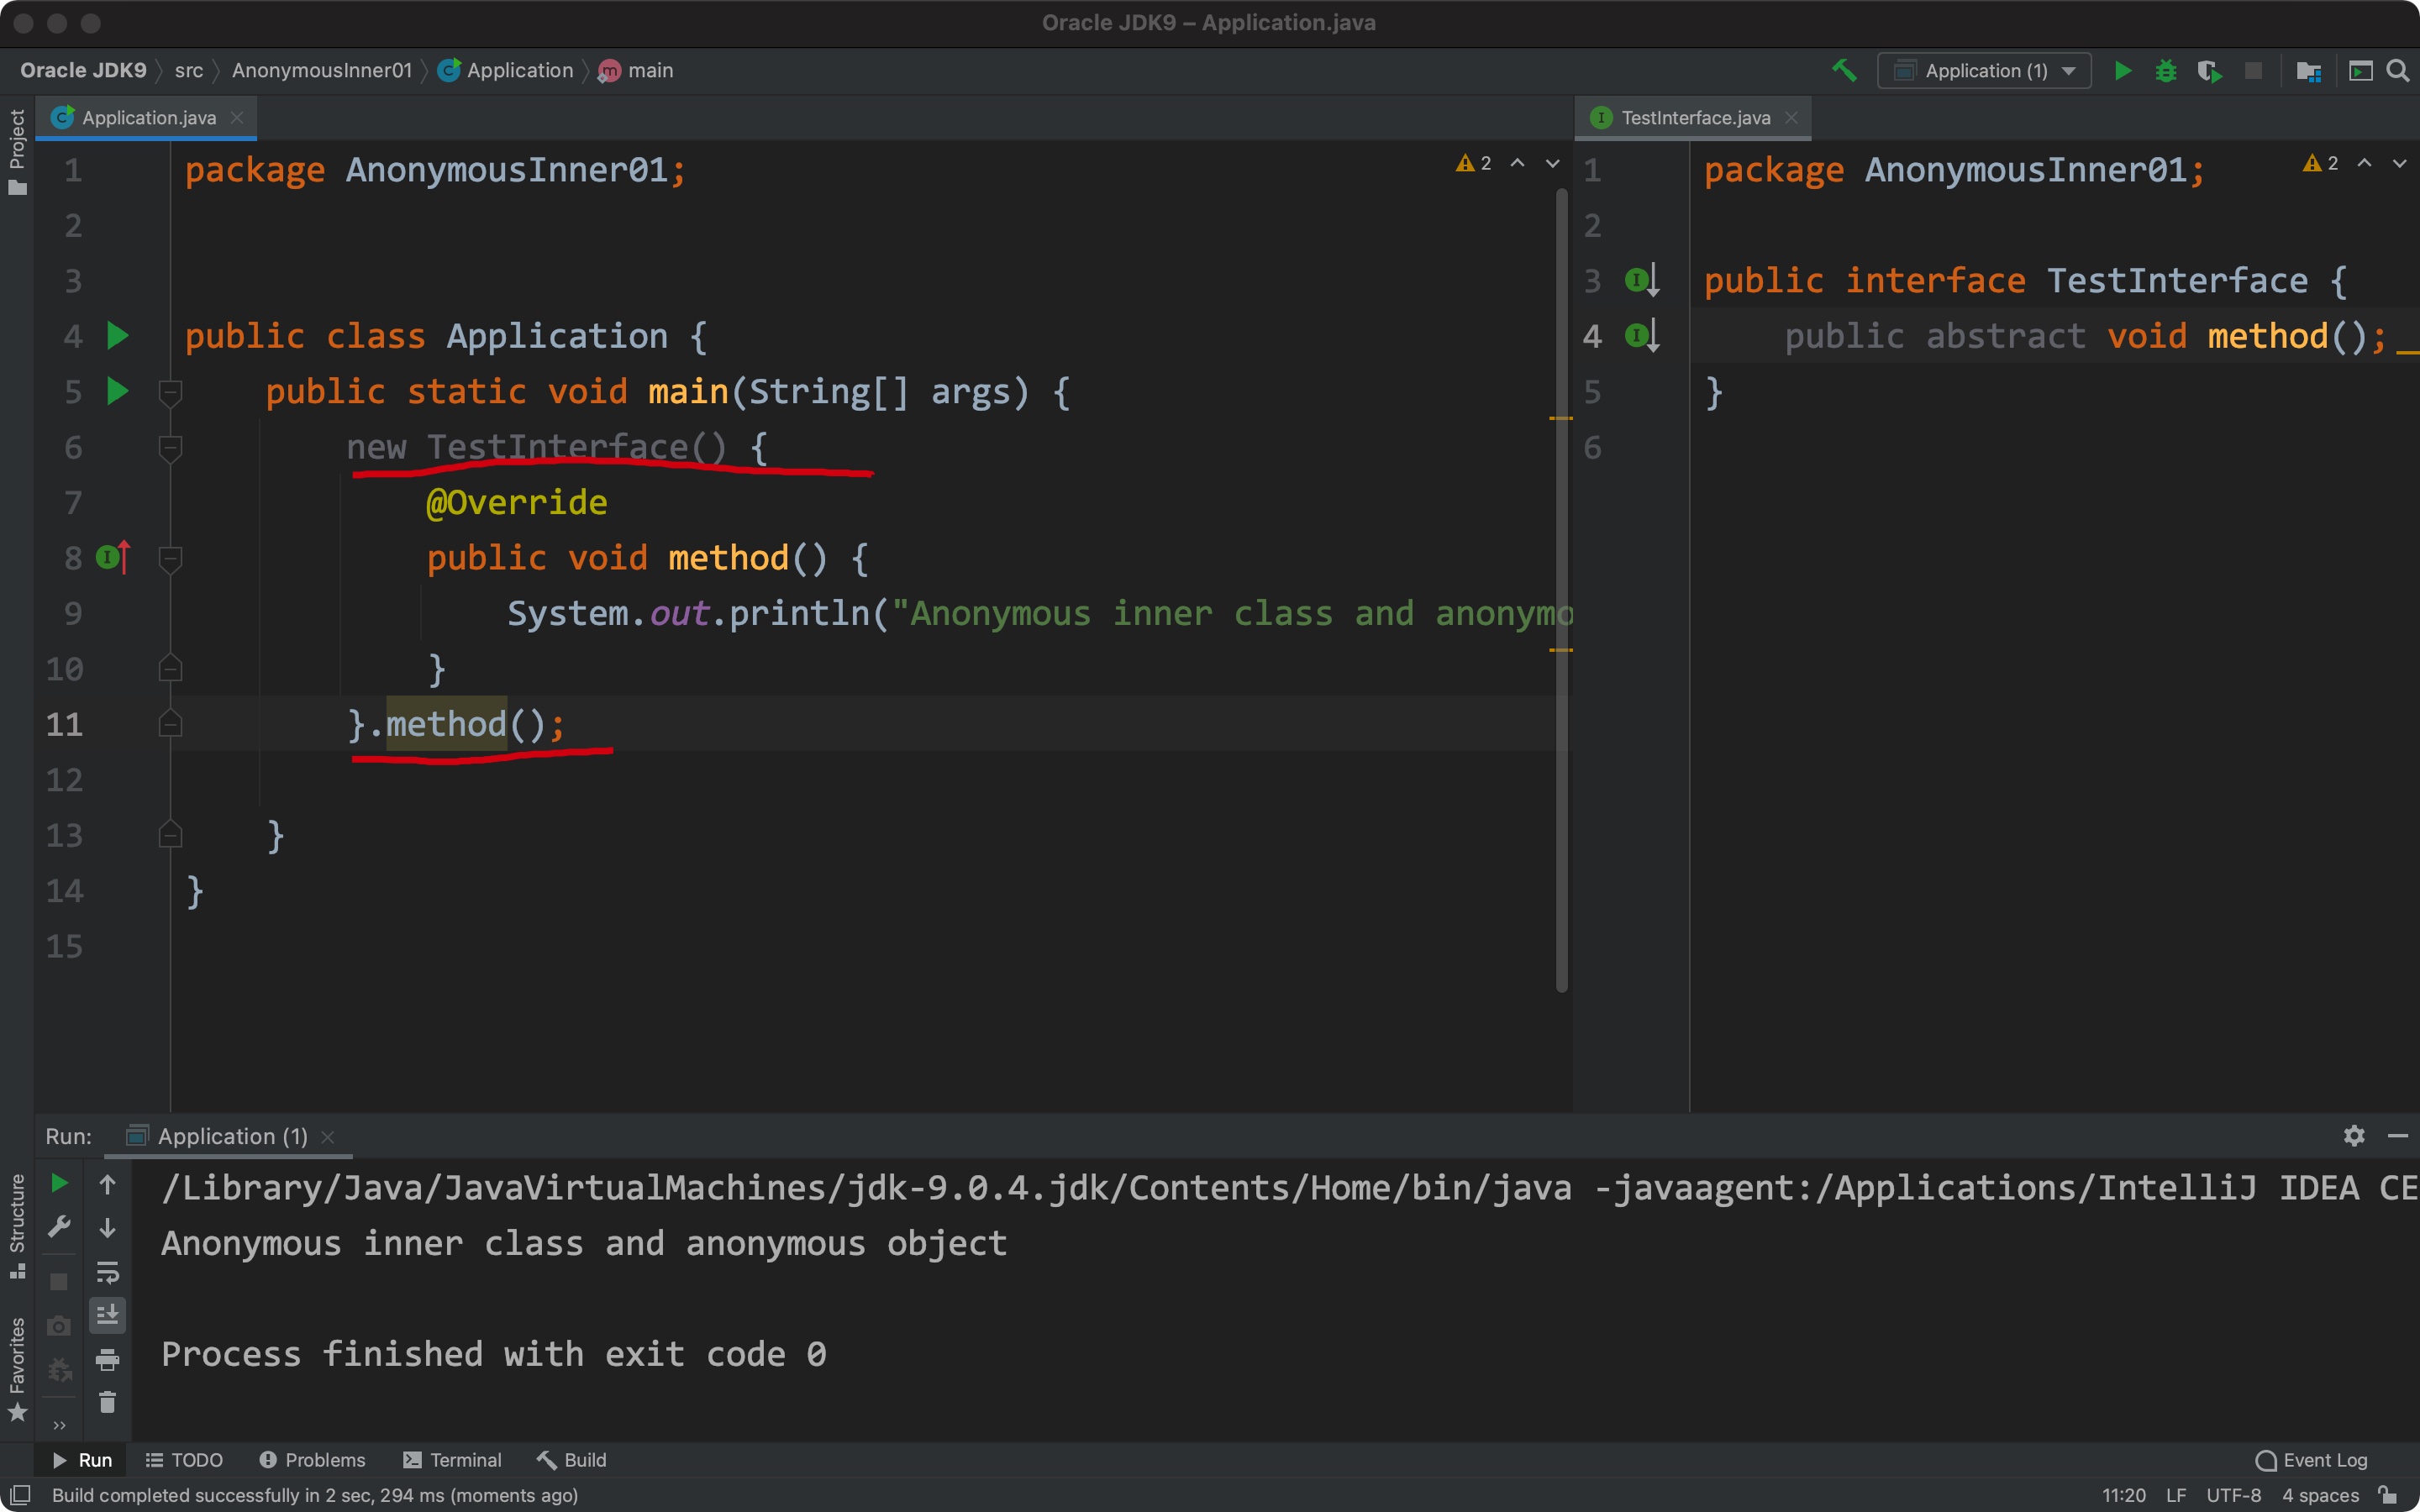 Oracle JDK9 – Application.java
Oracle JDK9 src AnonymousInner01 Application main
Application (1)
Project
Application.java
TestInterface.java
1 package AnonymousInner01;
2
3
4 public class Application {
5 public static void main(String[] args) {
6 new TestInterface() {
7 @Override
8 public void method() {
9 System.out.println("Anonymous inner class and anonymo
10 }
11 }.method();
12
13 }
14 }
15
2
1 package AnonymousInner01;
2
3 public interface TestInterface {
4 public abstract void method();
5 }
6
2
Run: Application (1)
/Library/Java/JavaVirtualMachines/jdk-9.0.4.jdk/Contents/Home/bin/java -javaagent:/Applications/IntelliJ IDEA CE
Anonymous inner class and anonymous object
Process finished with exit code 0
Structure
Favorites
Run TODO Problems Terminal Build Event Log
Build completed successfully in 2 sec, 294 ms (moments ago)
11:20 LF UTF-8 4 spaces